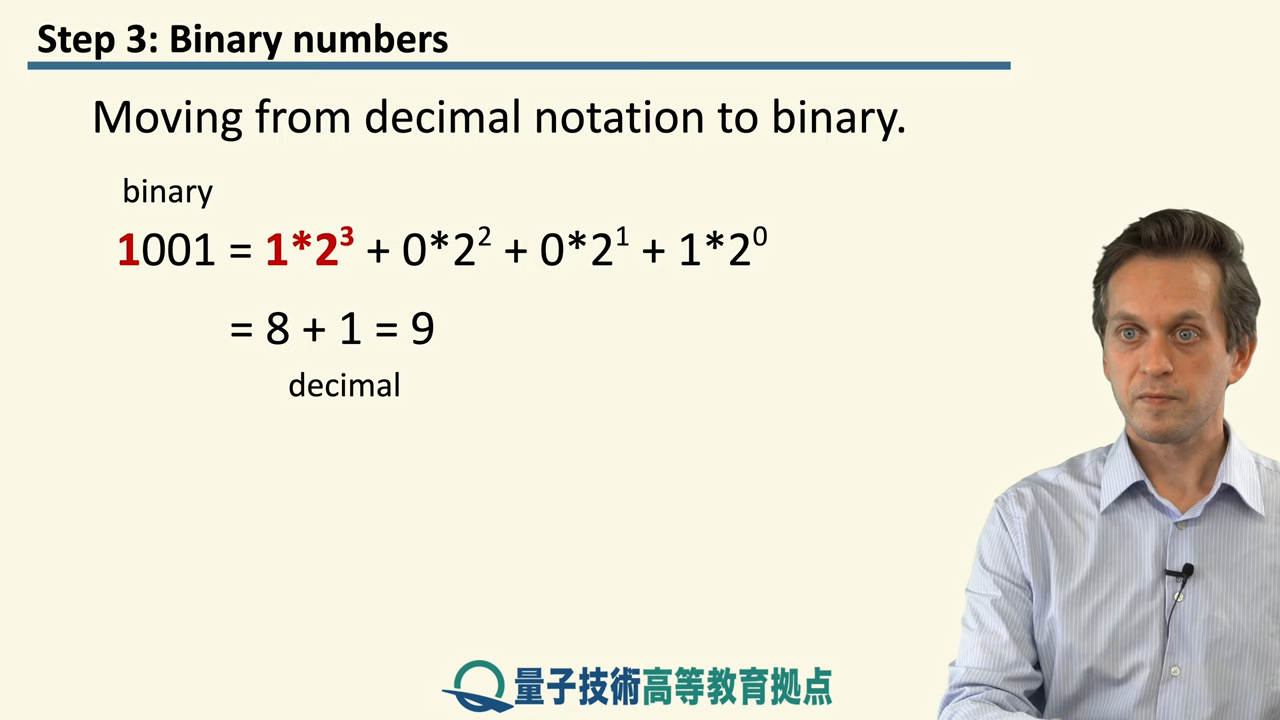 Step 3: Binary numbers
Moving from decimal notation to binary.
binary
1001 = 1*2³ + 0*2² + 0*2¹ + 1*2⁰
= 8 + 1 = 9
decimal
量子技術高等教育拠点